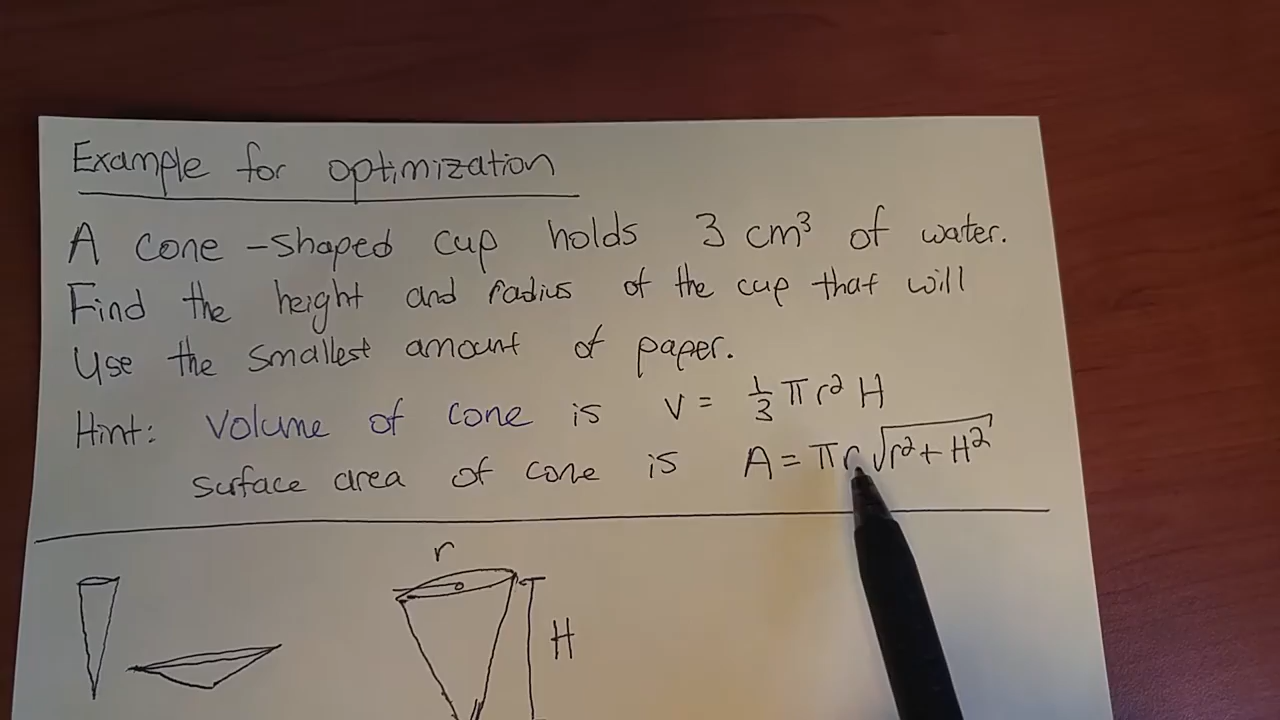 Example for optimization
A cone-shaped cup holds 3 cm³ of water.
Find the height and radius of the cup that will
Use the smallest amount of paper.
Hint: Volume of cone is V = 1/3 π r² H
surface area of cone is A = π r √(r² + H²)
r
H